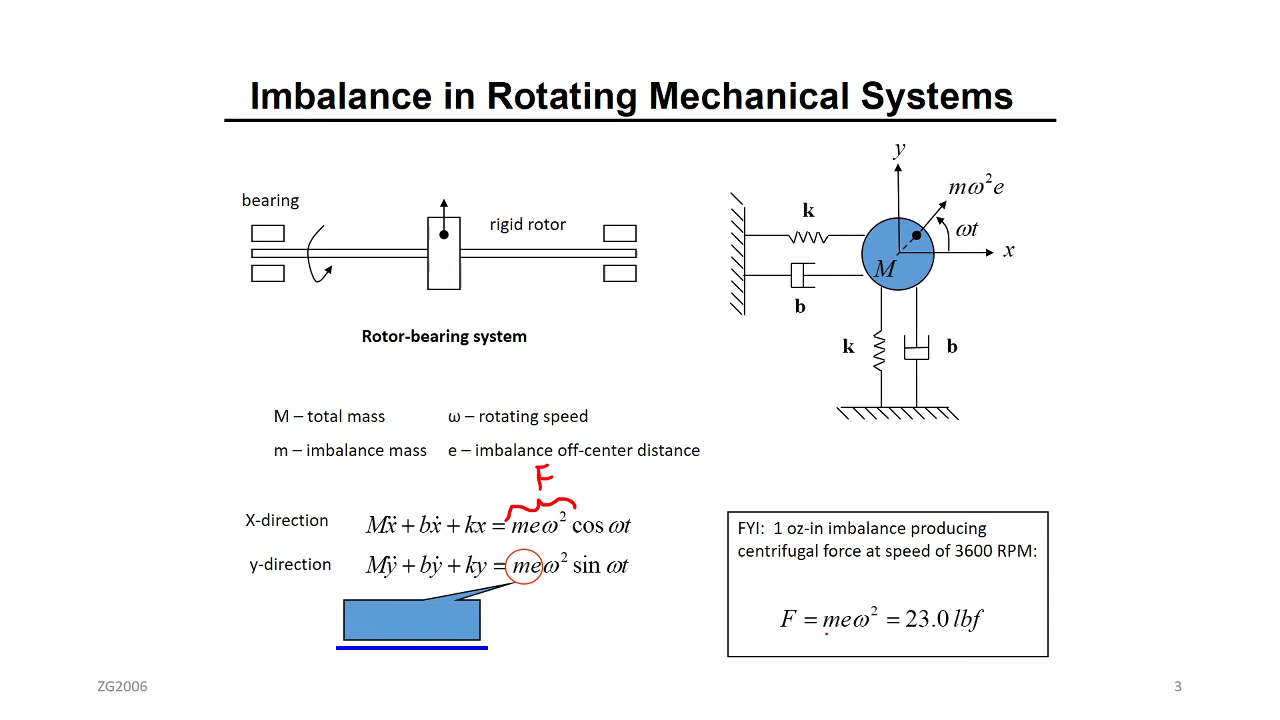 Imbalance in Rotating Mechanical Systems
bearing
rigid rotor
Rotor-bearing system
y
mω²e
k
ωt
x
M
b
k
b
M – total mass
ω – rotating speed
m – imbalance mass
e – imbalance off-center distance
F
X-direction
Mẍ + bẋ + kx = meω² cos ωt
y-direction
Mÿ + bẏ + ky = meω² sin ωt
FYI: 1 oz-in imbalance producing
centrifugal force at speed of 3600 RPM:
F = meω² = 23.0 lbf
ZG2006
3